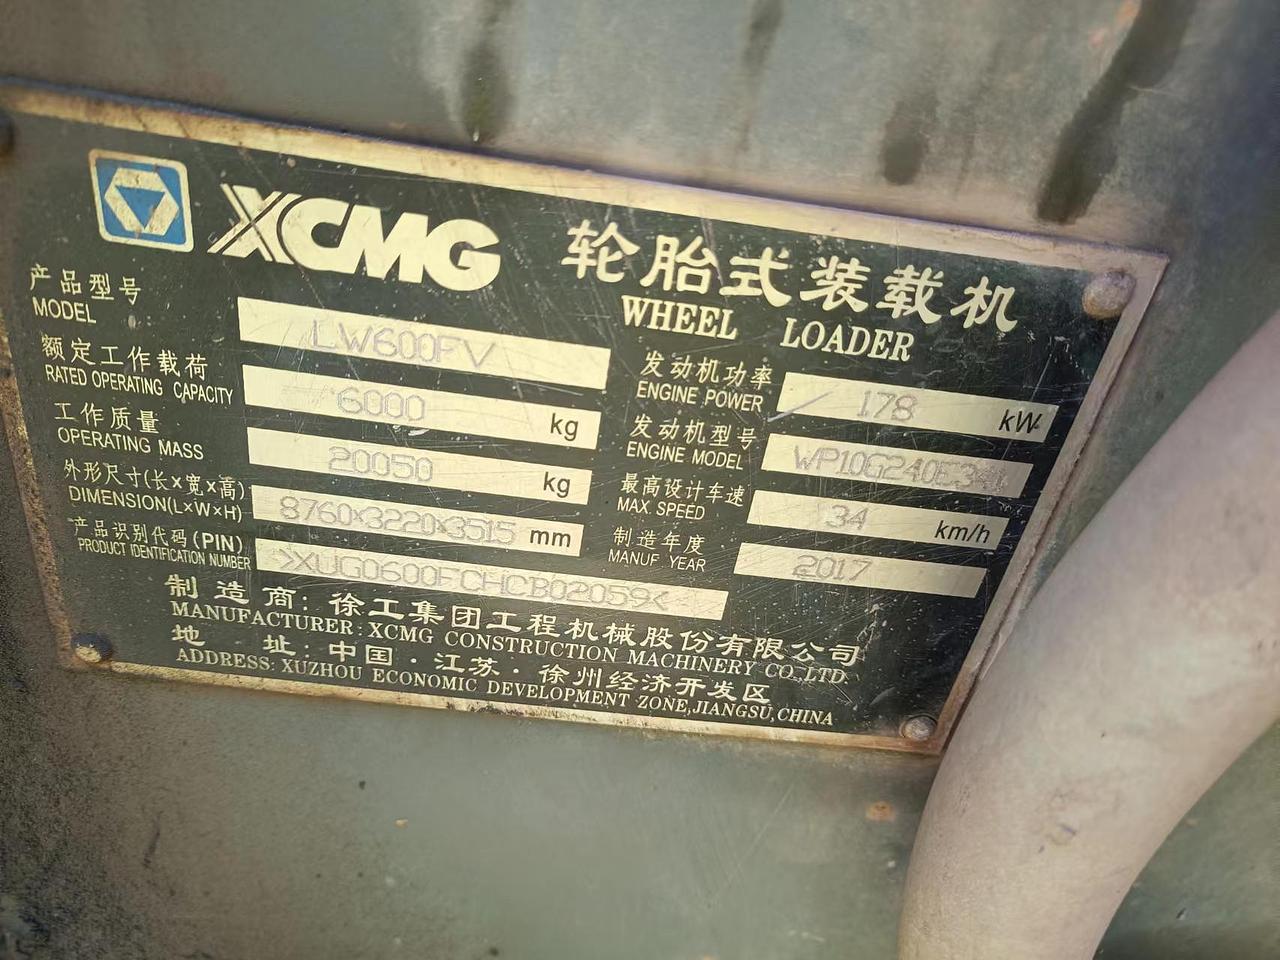 XCMG 轮胎式装载机
WHEEL LOADER
产品型号
MODEL LW600FV
额定工作载荷
RATED OPERATING CAPACITY 6000 kg
工作质量
OPERATING MASS 20050 kg
外形尺寸(长×宽×高)
DIMENSION(L×W×H) 8760×3220×3515 mm
产品识别代码(PIN)
PRODUCT IDENTIFICATION NUMBER >XUG0600FCHCB02059<
发动机功率
ENGINE POWER 178 kW
发动机型号
ENGINE MODEL WP10G240E341
最高设计车速
MAX. SPEED 34 km/h
制造年度
MANUF YEAR 2017
制造商:徐工集团工程机械股份有限公司
MANUFACTURER: XCMG CONSTRUCTION MACHINERY CO.,LTD.
地址:中国·江苏·徐州经济开发区
ADDRESS: XUZHOU ECONOMIC DEVELOPMENT ZONE,JIANGSU,CHINA